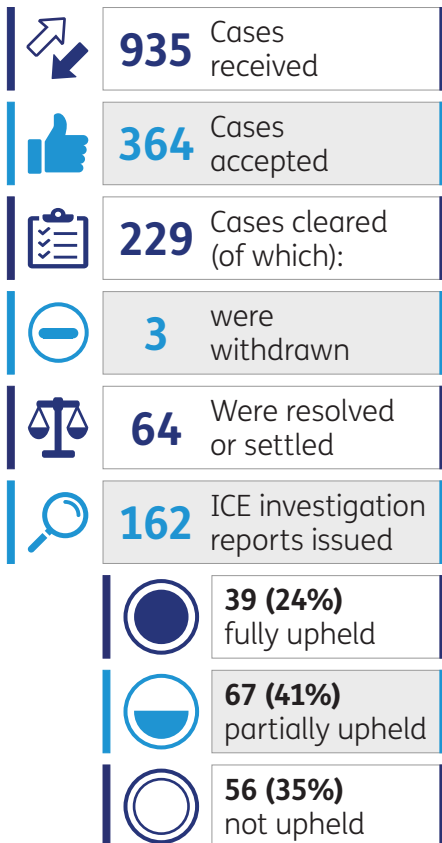 935 Cases
received
364 Cases
accepted
229 Cases cleared
(of which):
3 were
withdrawn
64 Were resolved
or settled
162 ICE investigation
reports issued
39 (24%)
fully upheld
67 (41%)
partially upheld
56 (35%)
not upheld